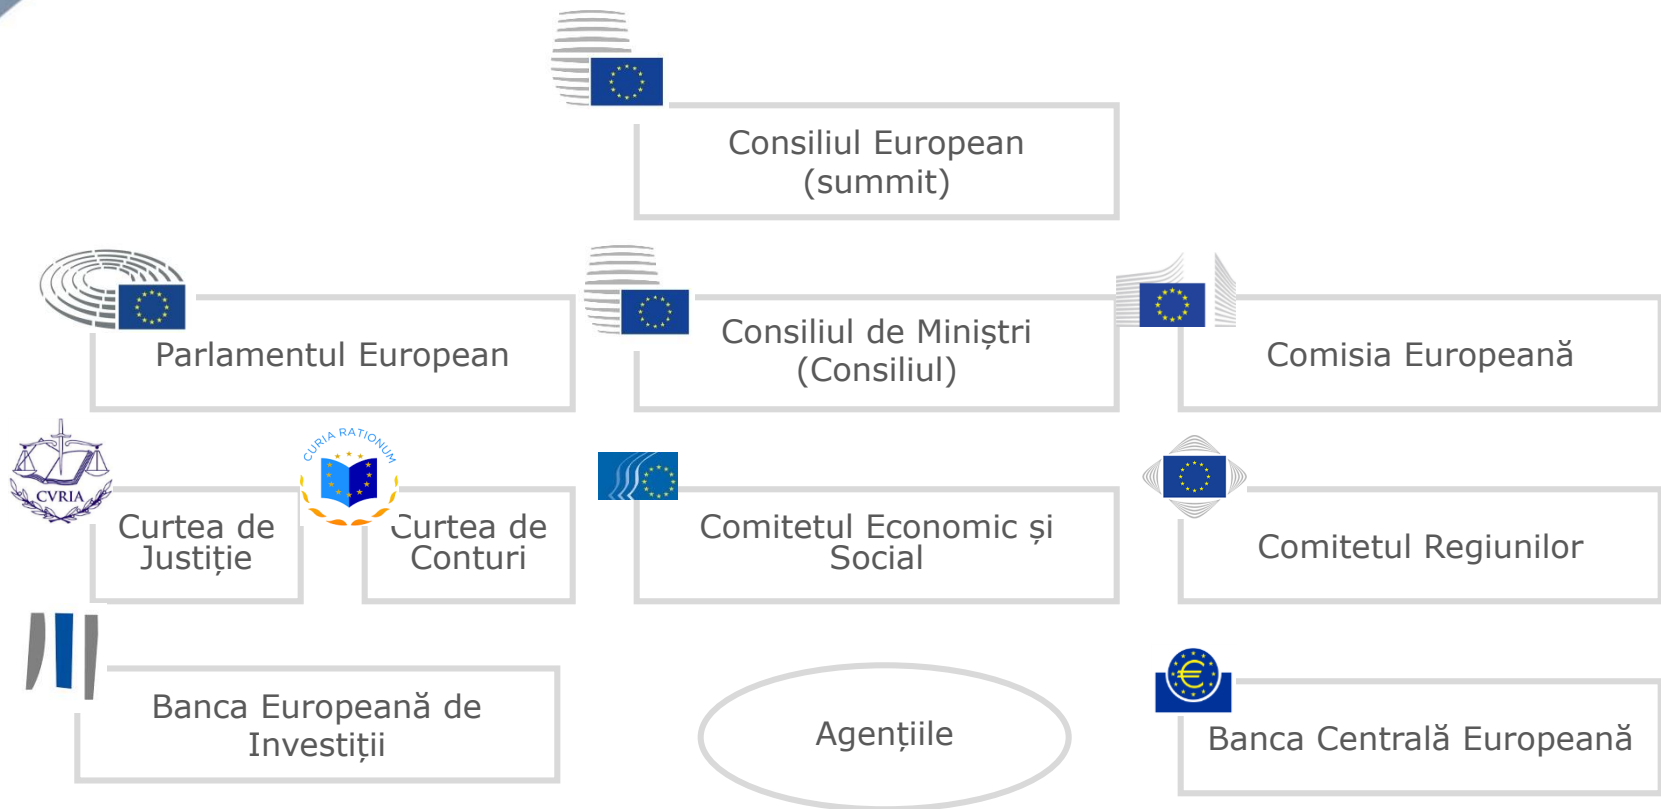 Consiliul European
(summit)
Parlamentul European
Consiliul de Miniștri
(Consiliul)
Comisia Europeană
CVRIA
Curtea de
Justiție
CURIA RATIONUM
Curtea de
Conturi
Comitetul Economic și
Social
Comitetul Regiunilor
Banca Europeană de
Investiții
Agențiile
€
Banca Centrală Europeană